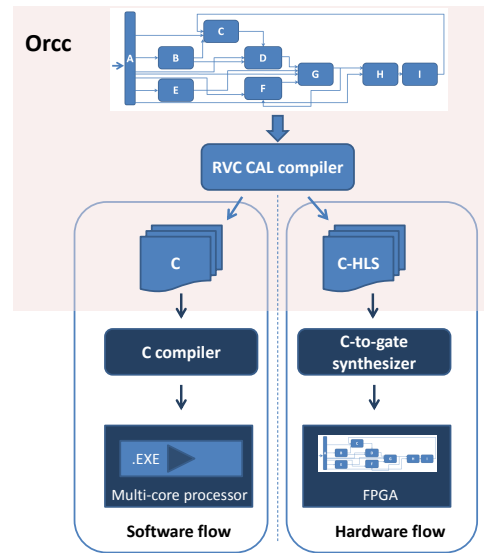 Orcc
A
B
C
D
E
F
G
H
I
RVC CAL compiler
C
C-HLS
C compiler
C-to-gate
synthesizer
.EXE
Multi-core processor
FPGA
Software flow
Hardware flow